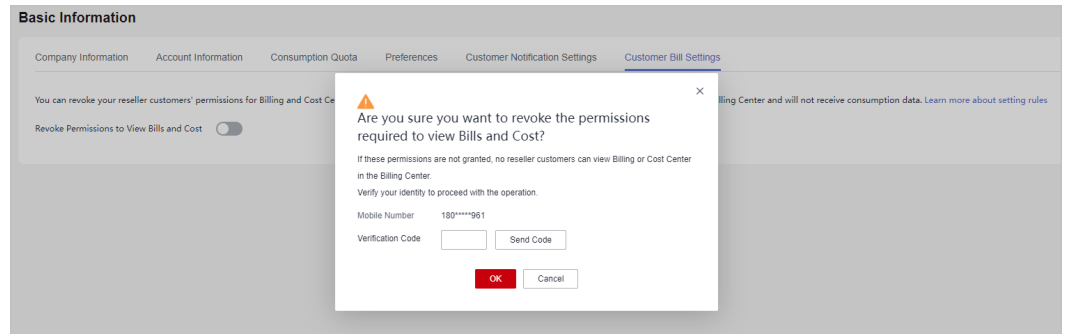 Basic Information
Company Information Account Information Consumption Quota Preferences Customer Notification Settings Customer Bill Settings
You can revoke your reseller customers' permissions for Billing and Cost Ce
lling Center and will not receive consumption data. Learn more about setting rules
Revoke Permissions to View Bills and Cost
Are you sure you want to revoke the permissions
required to view Bills and Cost?
If these permissions are not granted, no reseller customers can view Billing or Cost Center
in the Billing Center.
Verify your identity to proceed with the operation.
Mobile Number 180*****961
Verification Code Send Code
OK Cancel